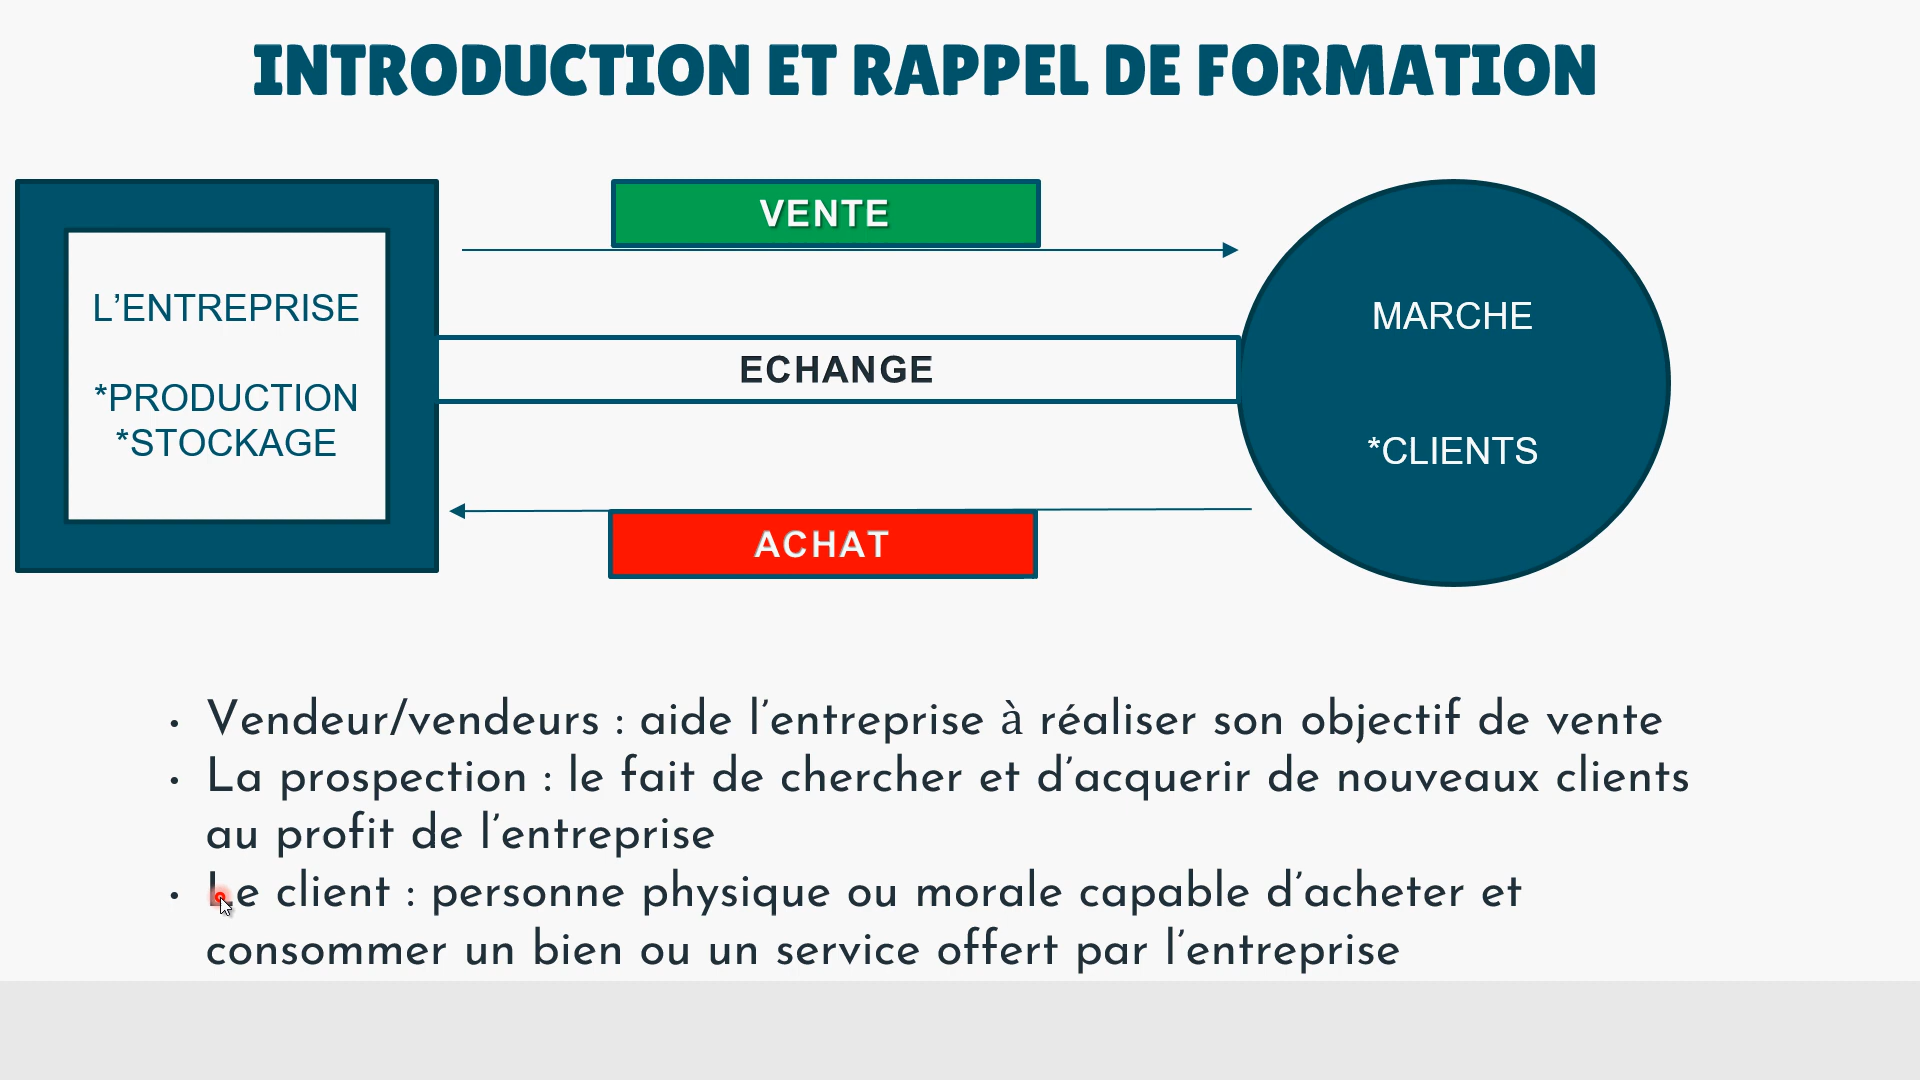 INTRODUCTION ET RAPPEL DE FORMATION
VENTE
L’ENTREPRISE
*PRODUCTION
*STOCKAGE
ECHANGE
MARCHE
*CLIENTS
ACHAT
• Vendeur/vendeurs : aide l’entreprise à réaliser son objectif de vente
• La prospection : le fait de chercher et d’acquerir de nouveaux clients
au profit de l’entreprise
• Le client : personne physique ou morale capable d’acheter et
consommer un bien ou un service offert par l’entreprise